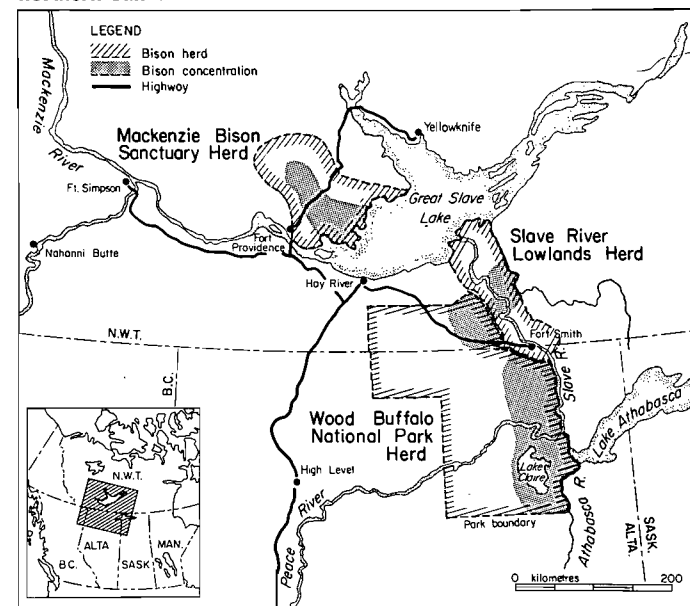 LEGEND
Bison herd
Bison concentration
Highway
Mackenzie
River
Yellowknife
Mackenzie Bison
Sanctuary Herd
Ft. Simpson
Great Slave
Lake
Slave River
Lowlands Herd
Nahanni Butte
Fort
Providence
Hay River
N.W.T.
Fort Smith
B.C.
Slave R.
Lake Athabasca
Wood Buffalo
National Park
Herd
N.W.T.
High Level
Lake
Claire
Peace River
Park boundary
Athabasca R.
SASK.
ALTA.
B.C.
ALTA
SASK
MAN.
0 kilometres 200